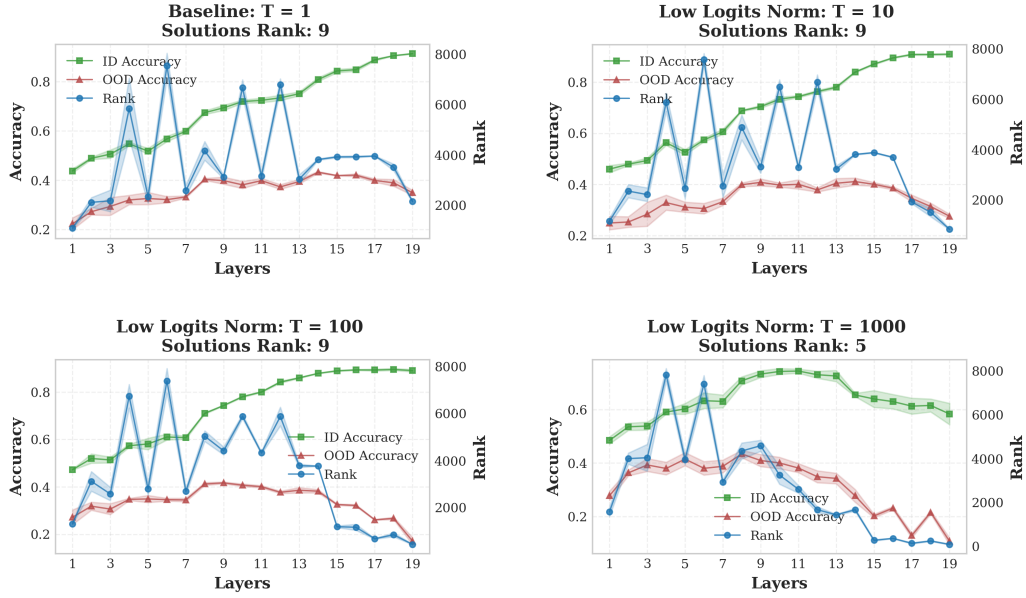 Baseline: T = 1
Solutions Rank: 9
ID Accuracy
OOD Accuracy
Rank
0.8
0.6
0.4
0.2
8000
6000
4000
2000
Accuracy
Rank
1 3 5 7 9 11 13 15 17 19
Layers
Low Logits Norm: T = 10
Solutions Rank: 9
ID Accuracy
OOD Accuracy
Rank
0.8
0.6
0.4
0.2
8000
6000
4000
2000
Accuracy
Rank
1 3 5 7 9 11 13 15 17 19
Layers
Low Logits Norm: T = 100
Solutions Rank: 9
ID Accuracy
OOD Accuracy
Rank
0.8
0.6
0.4
0.2
8000
6000
4000
2000
Accuracy
Rank
1 3 5 7 9 11 13 15 17 19
Layers
Low Logits Norm: T = 1000
Solutions Rank: 5
ID Accuracy
OOD Accuracy
Rank
0.6
0.4
0.2
8000
6000
4000
2000
0
Accuracy
Rank
1 3 5 7 9 11 13 15 17 19
Layers